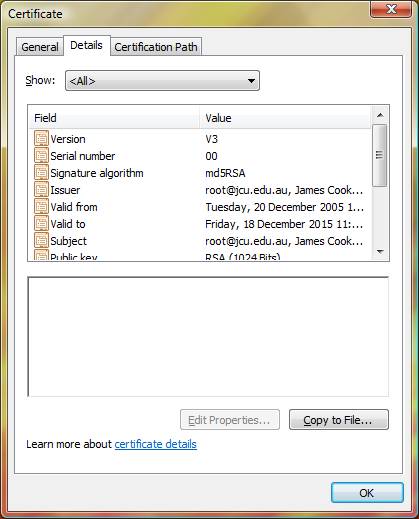 Certificate
General Details Certification Path
Show: <All>
Field Value
Version V3
Serial number 00
Signature algorithm md5RSA
Issuer root@jcu.edu.au, James Cook...
Valid from Tuesday, 20 December 2005 1...
Valid to Friday, 18 December 2015 11:...
Subject root@jcu.edu.au, James Cook...
Public key RSA (1024 Bits)
Edit Properties... Copy to File...
Learn more about certificate details
OK